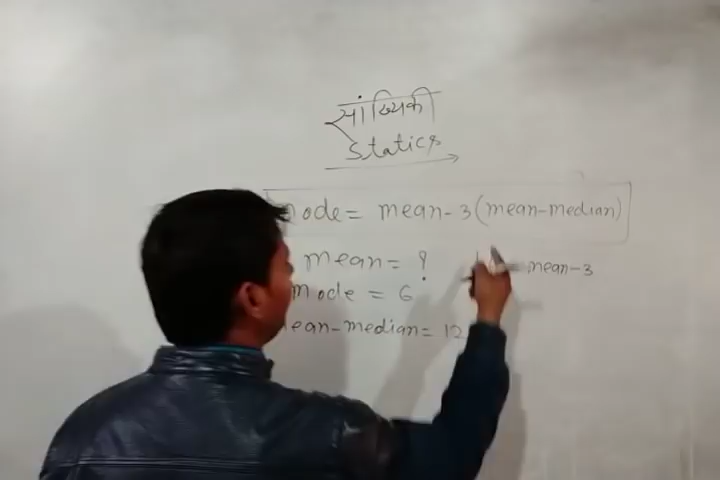 सांख्यिकी
Statics
mode = mean - 3 (mean - median)
mean = ?
mean - 3
mode = 6
mean - median = 12